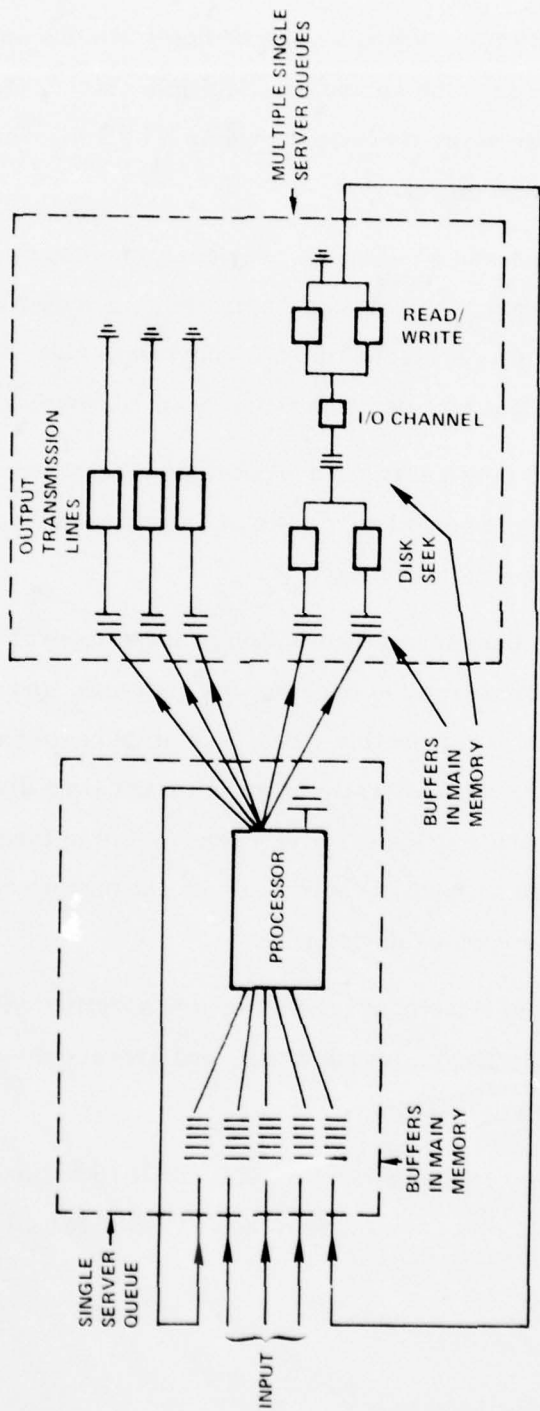 SINGLE
SERVER
QUEUE
INPUT
BUFFERS
IN MAIN
MEMORY
PROCESSOR
BUFFERS
IN MAIN
MEMORY
OUTPUT
TRANSMISSION
LINES
DISK
SEEK
I/O CHANNEL
READ/
WRITE
MULTIPLE SINGLE
SERVER QUEUES